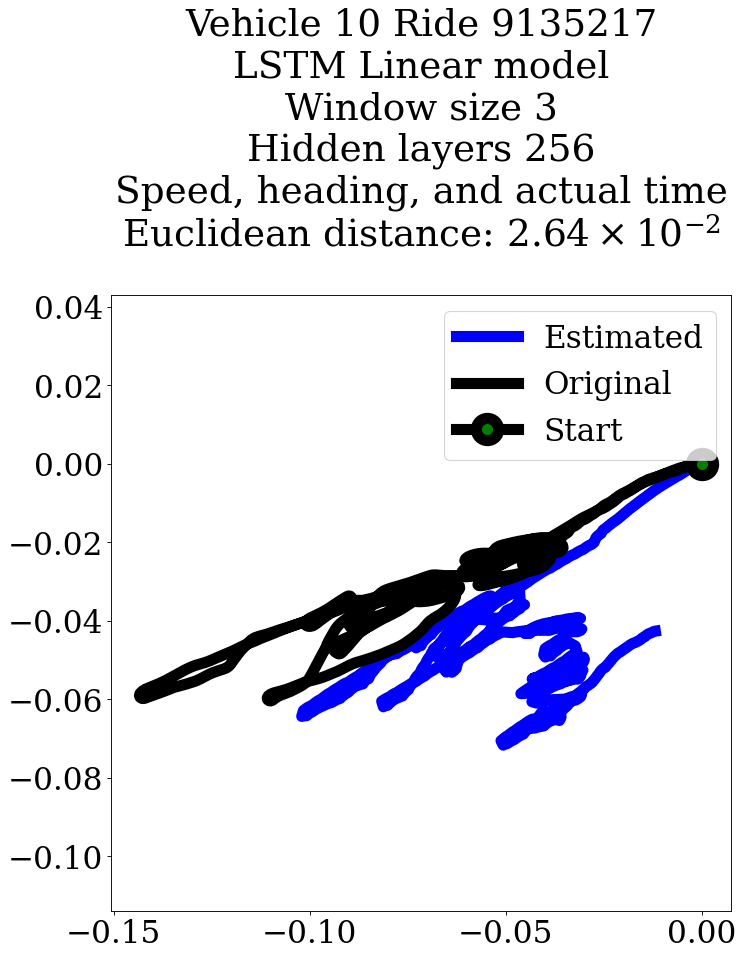 Vehicle 10 Ride 9135217
LSTM Linear model
Window size 3
Hidden layers 256
Speed, heading, and actual time
Euclidean distance: 2.64 × 10⁻²
Estimated
Original
Start
0.04
0.02
0.00
−0.02
−0.04
−0.06
−0.08
−0.10
−0.15
−0.10
−0.05
0.00